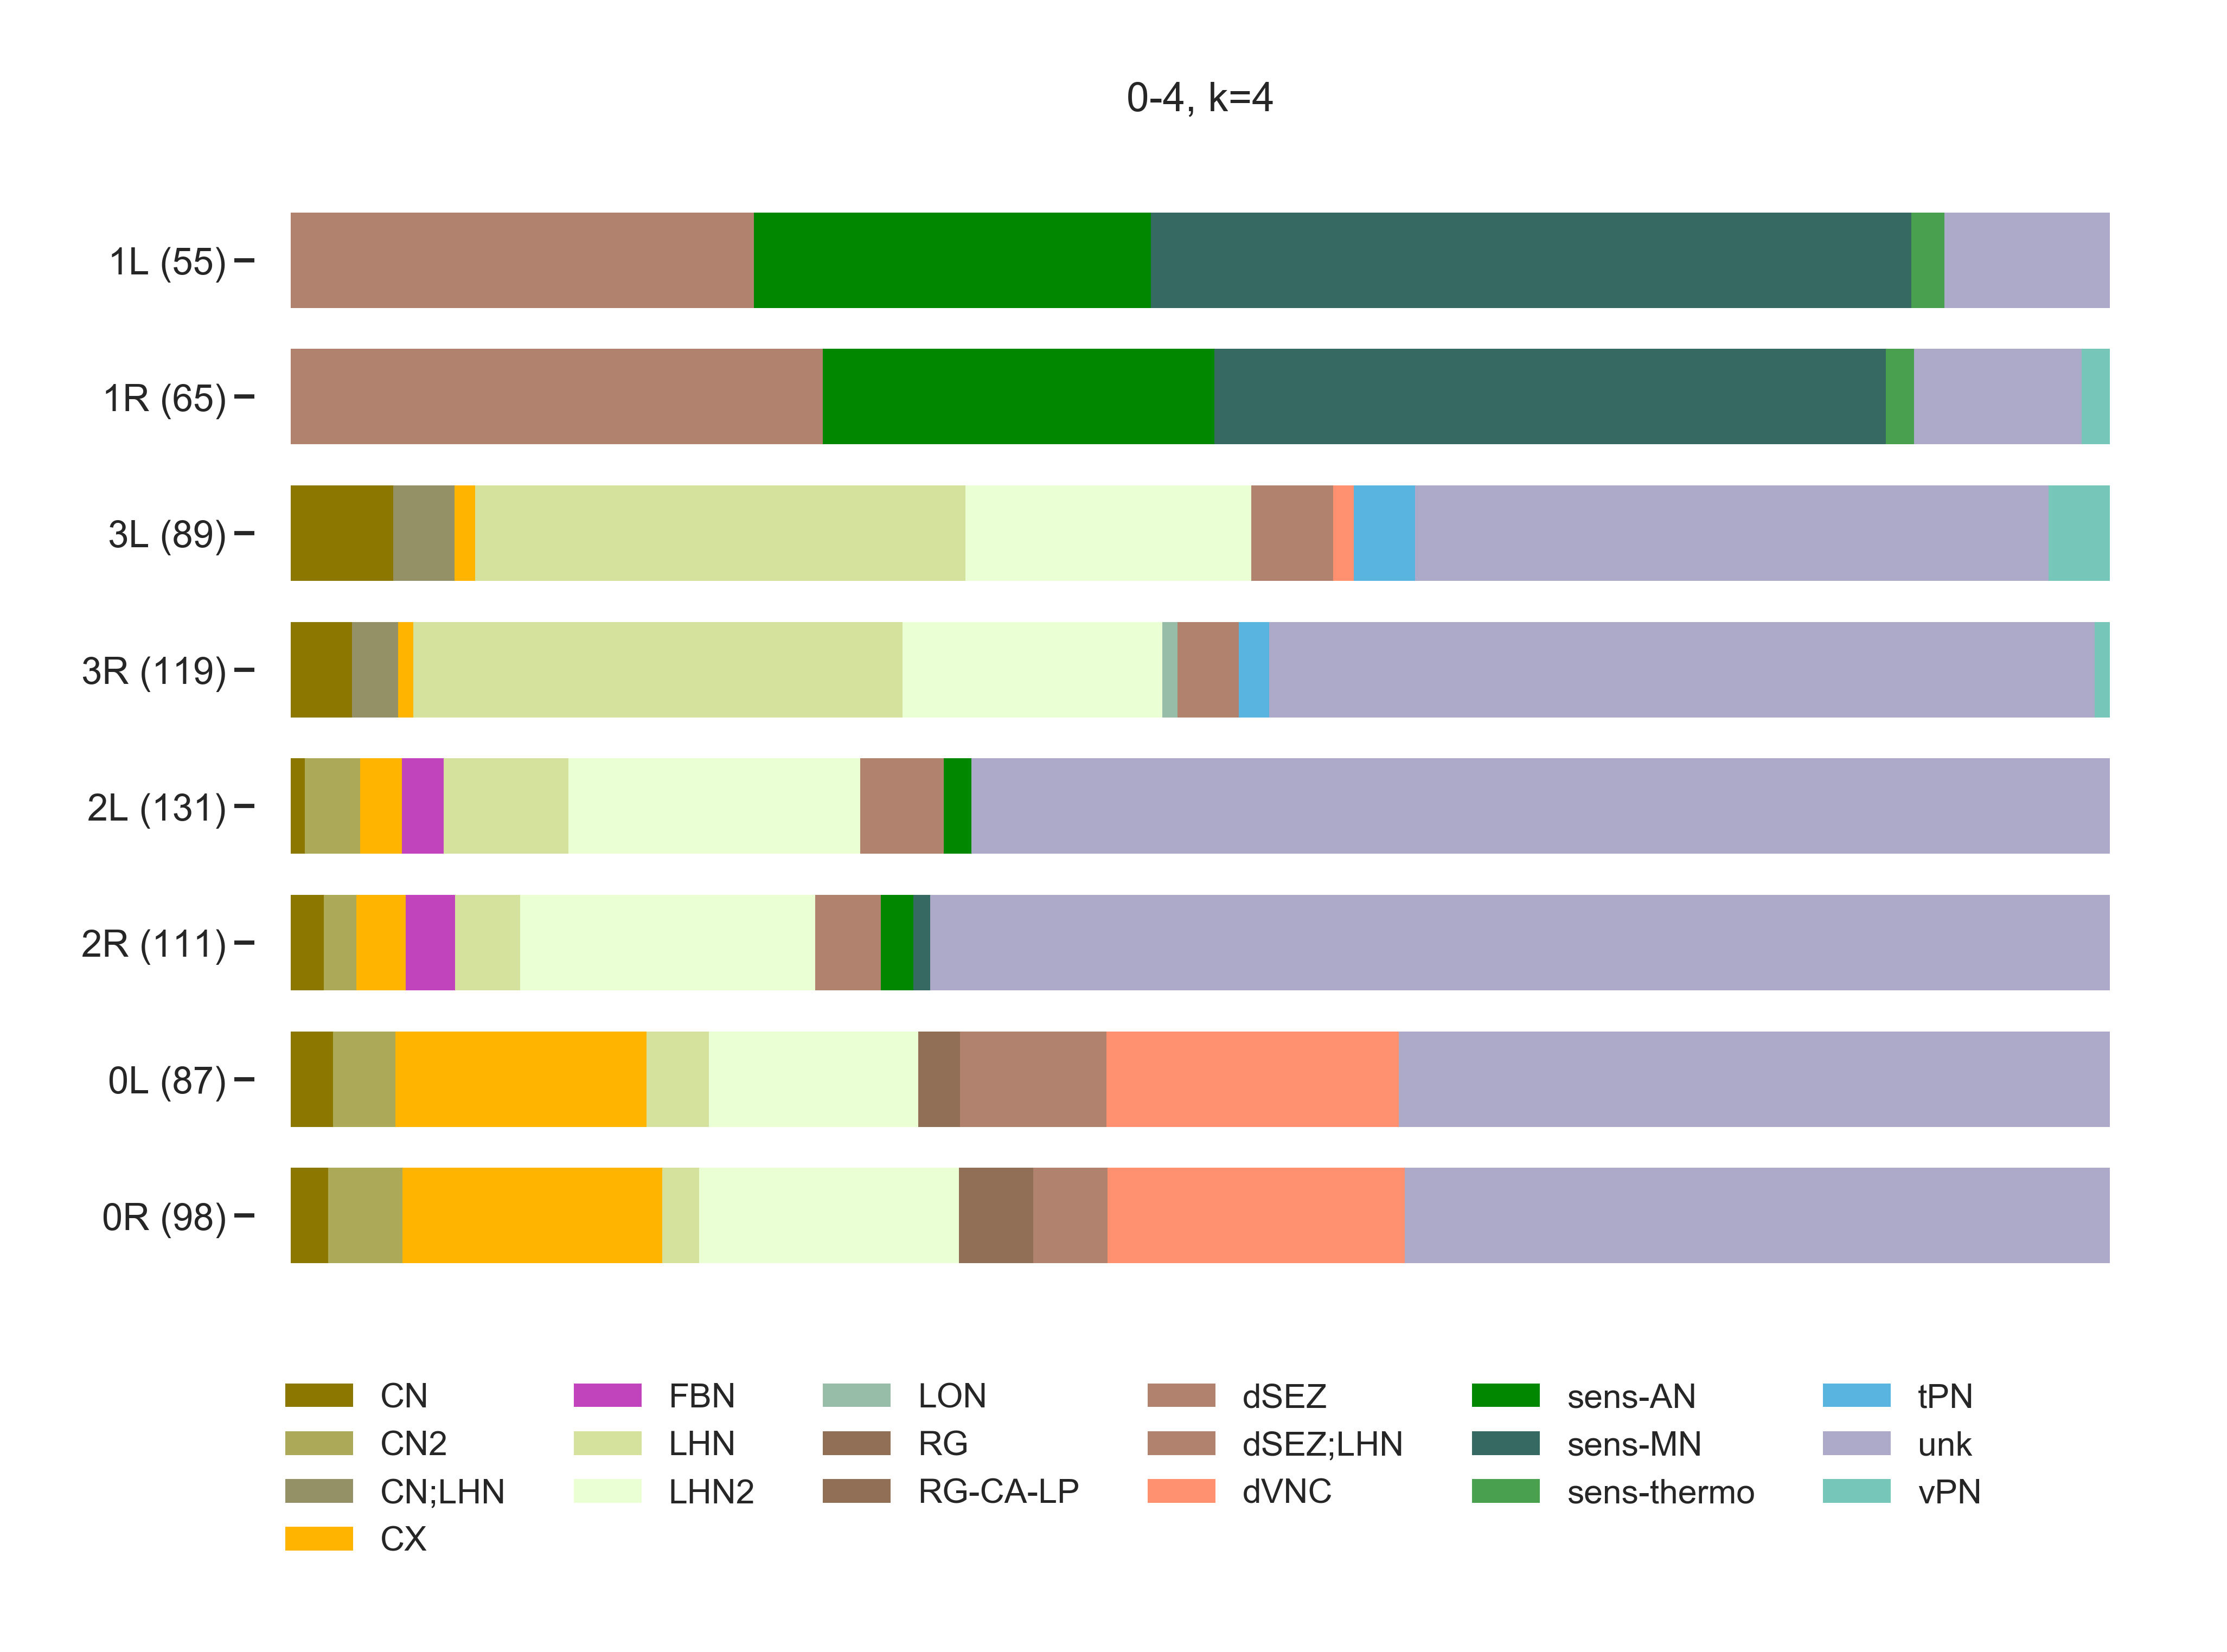 0-4, k=4
1L (55)
1R (65)
3L (89)
3R (119)
2L (131)
2R (111)
0L (87)
0R (98)
CN FBN LON dSEZ sens-AN tPN
CN2 LHN RG dSEZ;LHN sens-MN unk
CN;LHN LHN2 RG-CA-LP dVNC sens-thermo vPN
CX